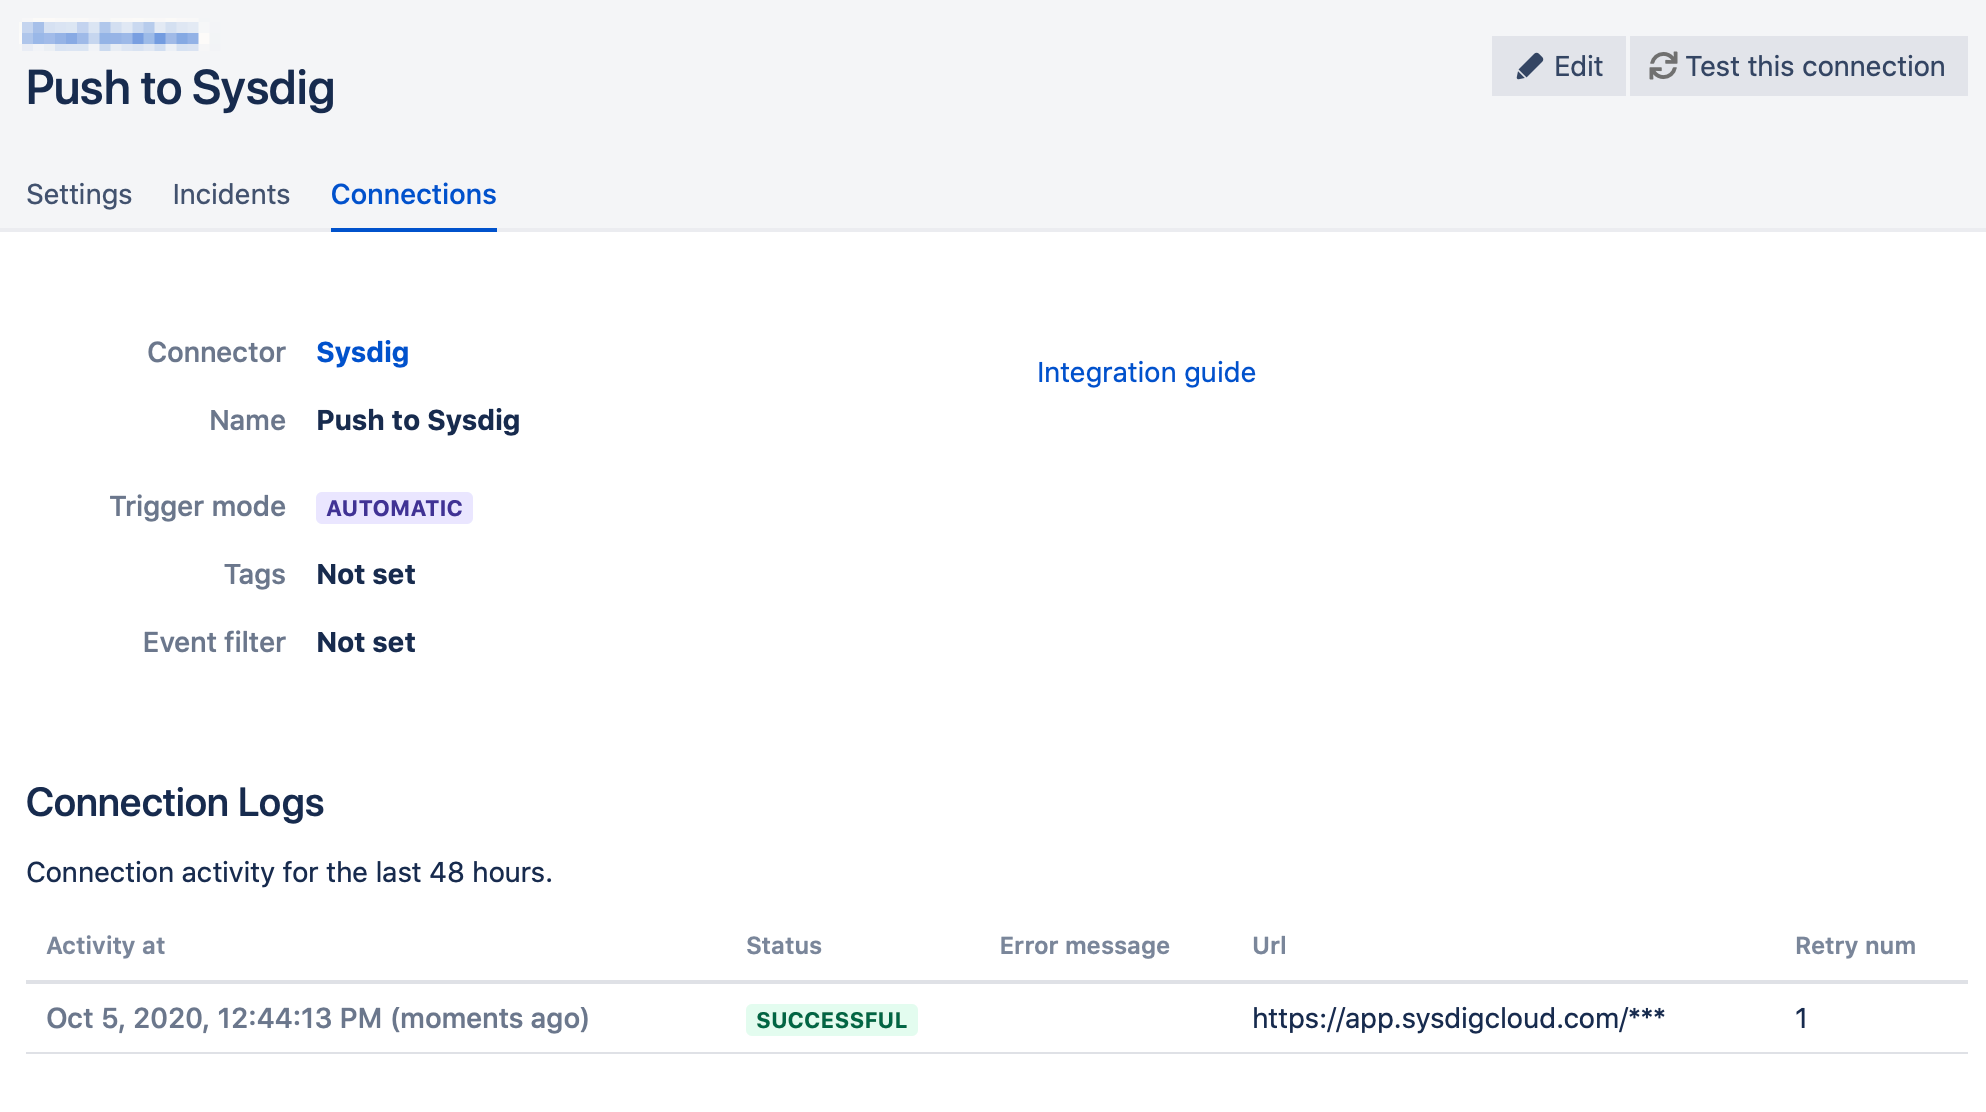 Push to Sysdig
Edit
Test this connection
Settings Incidents Connections
Connector Sysdig
Integration guide
Name Push to Sysdig
Trigger mode AUTOMATIC
Tags Not set
Event filter Not set
Connection Logs
Connection activity for the last 48 hours.
Activity at Status Error message Url Retry num
Oct 5, 2020, 12:44:13 PM (moments ago) SUCCESSFUL https://app.sysdigcloud.com/*** 1